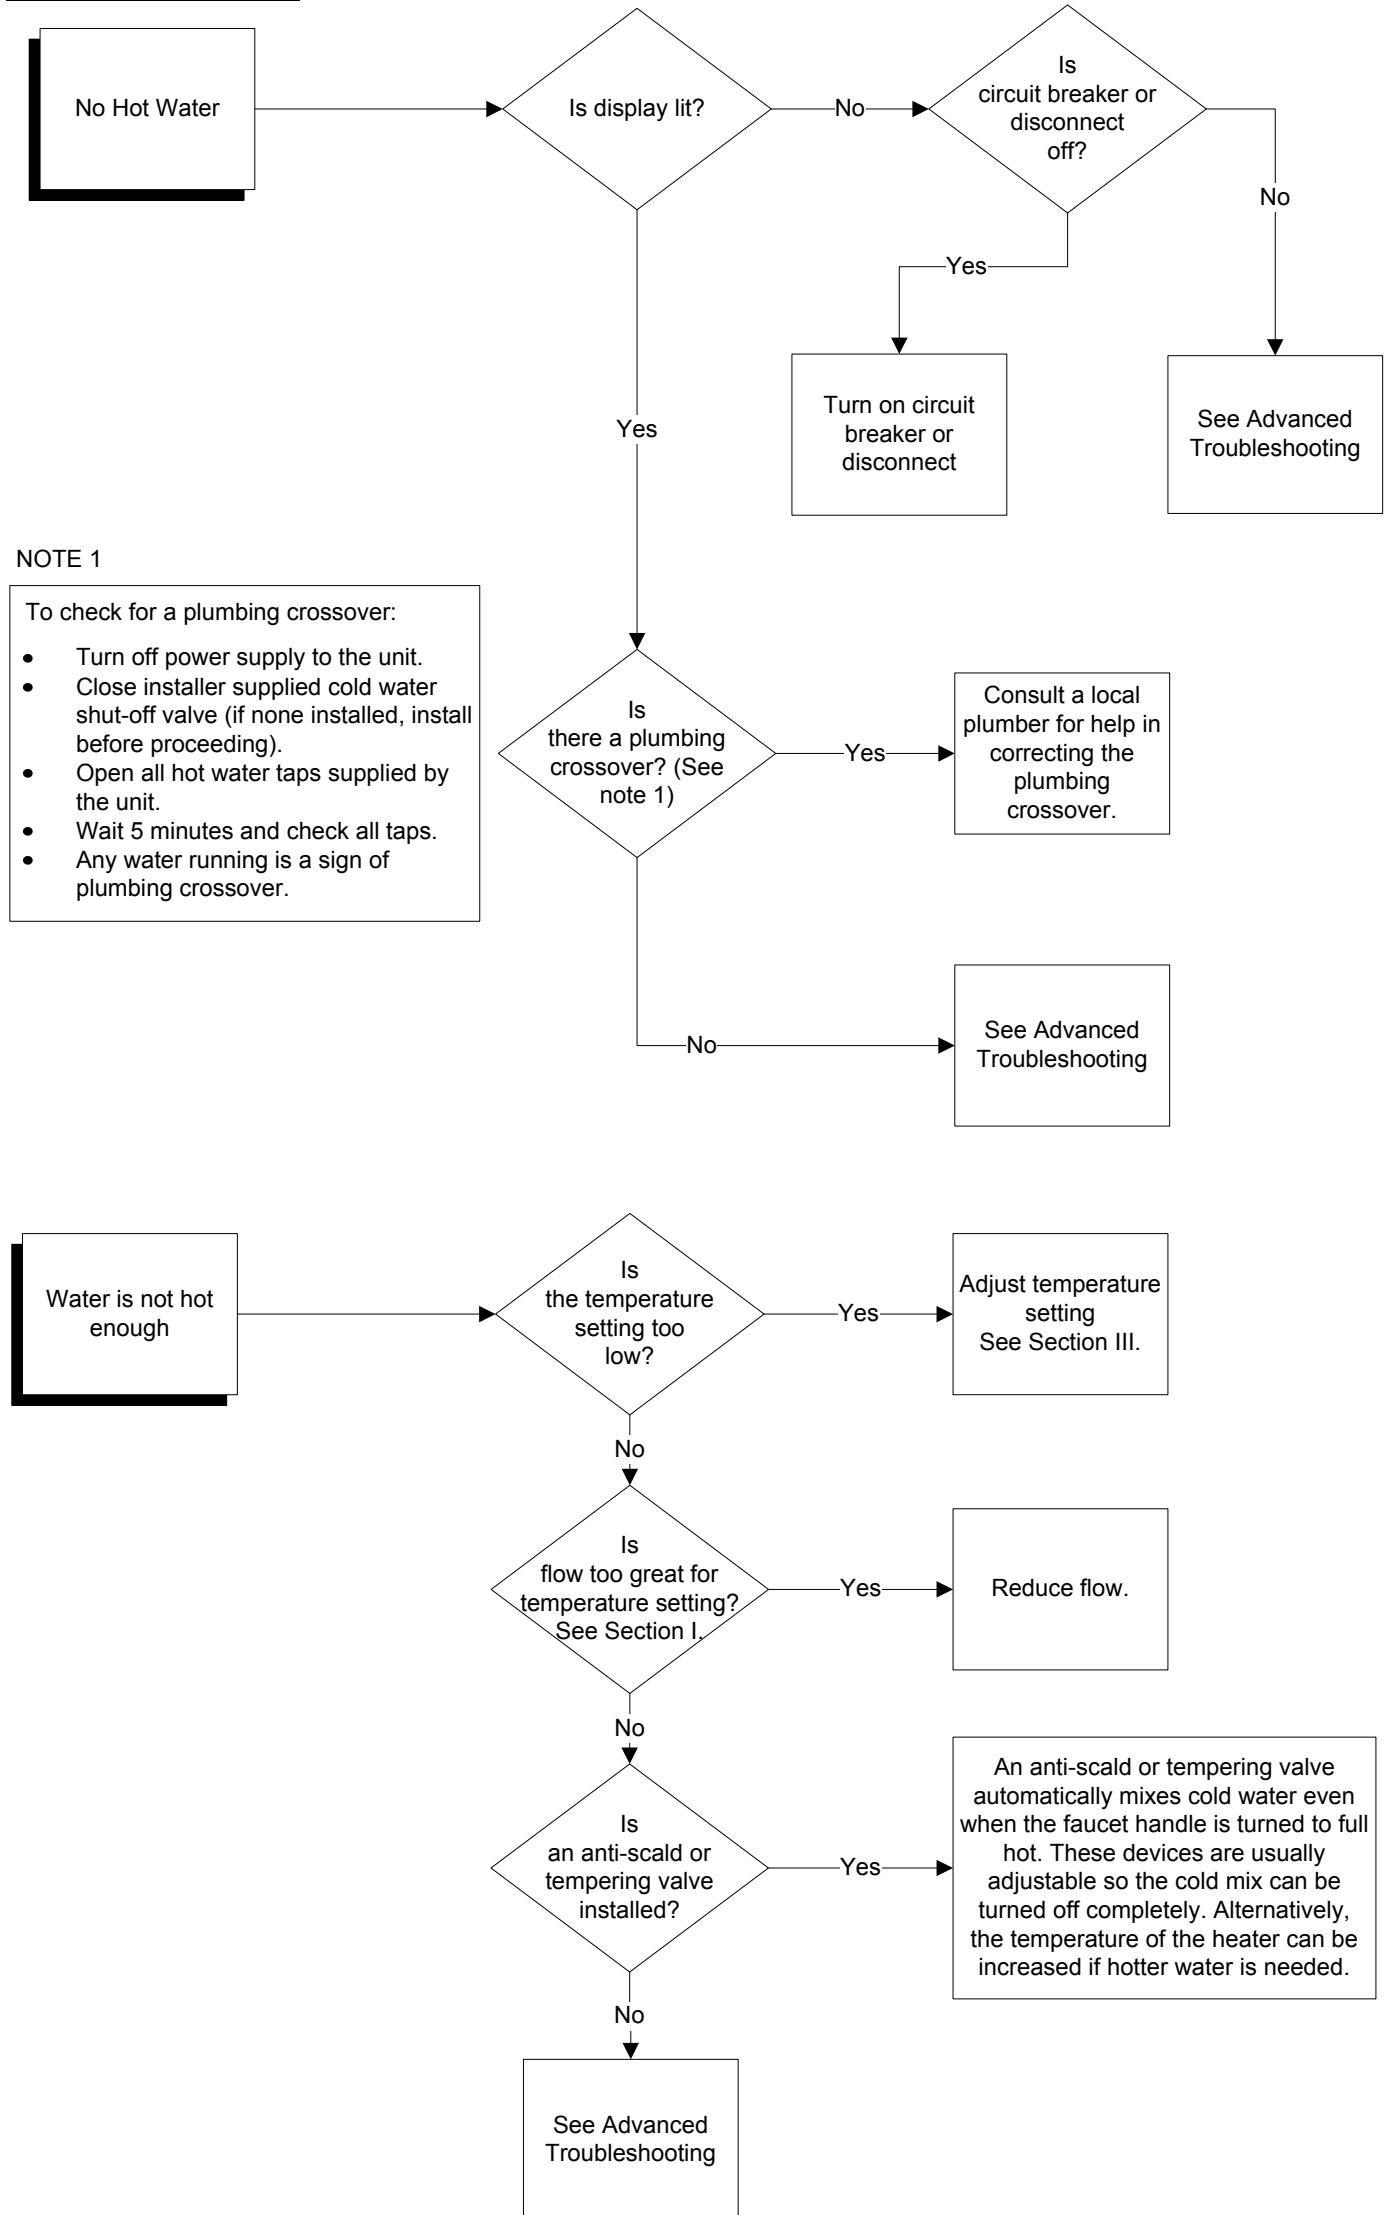 No Hot Water
Is display lit?
No
Is
circuit breaker or
disconnect
off?
No
Yes
Turn on circuit
breaker or
disconnect
See Advanced
Troubleshooting
Yes
NOTE 1
To check for a plumbing crossover:
• Turn off power supply to the unit.
• Close installer supplied cold water
shut-off valve (if none installed, install
before proceeding).
• Open all hot water taps supplied by
the unit.
• Wait 5 minutes and check all taps.
• Any water running is a sign of
plumbing crossover.
Is
there a plumbing
crossover? (See
note 1)
Yes
Consult a local
plumber for help in
correcting the
plumbing
crossover.
No
See Advanced
Troubleshooting
Water is not hot
enough
Is
the temperature
setting too
low?
Yes
Adjust temperature
setting
See Section III.
No
Is
flow too great for
temperature setting?
See Section I.
Yes
Reduce flow.
No
Is
an anti-scald or
tempering valve
installed?
Yes
An anti-scald or tempering valve
automatically mixes cold water even
when the faucet handle is turned to full
hot. These devices are usually
adjustable so the cold mix can be
turned off completely. Alternatively,
the temperature of the heater can be
increased if hotter water is needed.
No
See Advanced
Troubleshooting